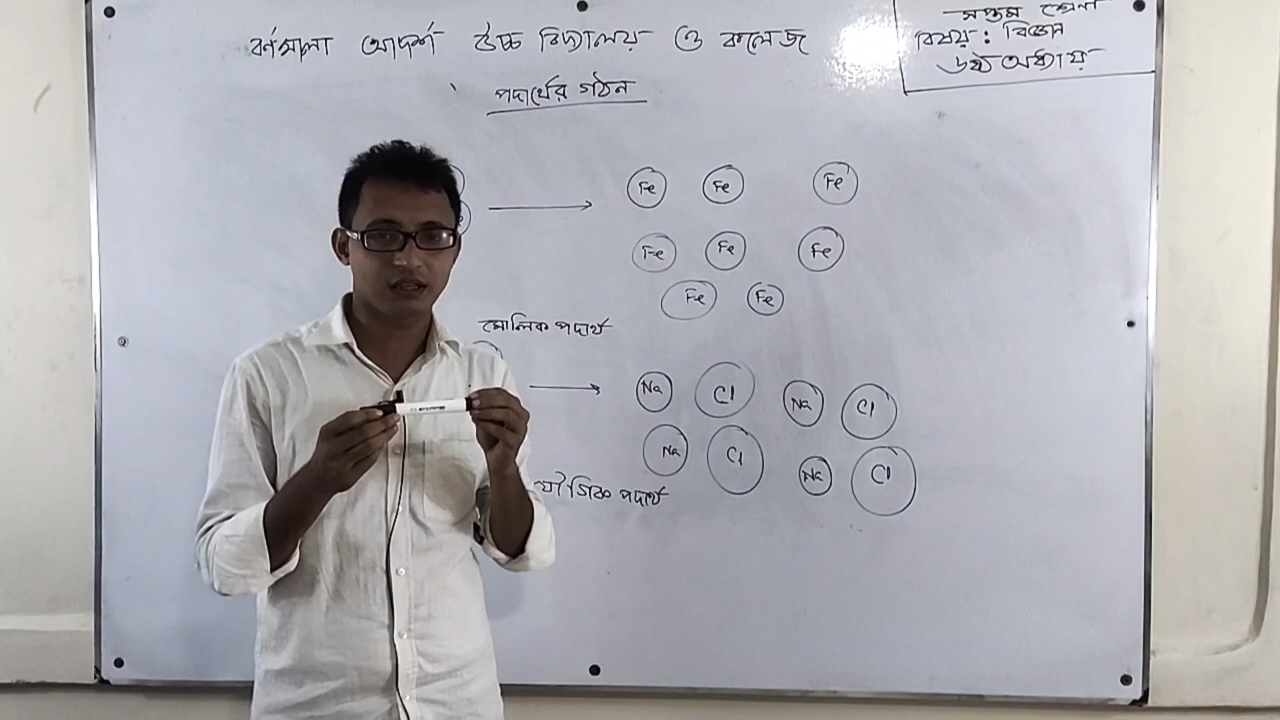 বর্ণমালা আদর্শ উচ্চ বিদ্যালয় ও কলেজ
সপ্তম শ্রেণী
বিষয় : বিজ্ঞান
৬ষ্ঠ অধ্যায়
পদার্থের গঠন
Fe Fe Fe
Fe Fe Fe
Fe Fe
মৌলিক পদার্থ
Na Cl Na Cl
Na Cl Na Cl
যৌগিক পদার্থ